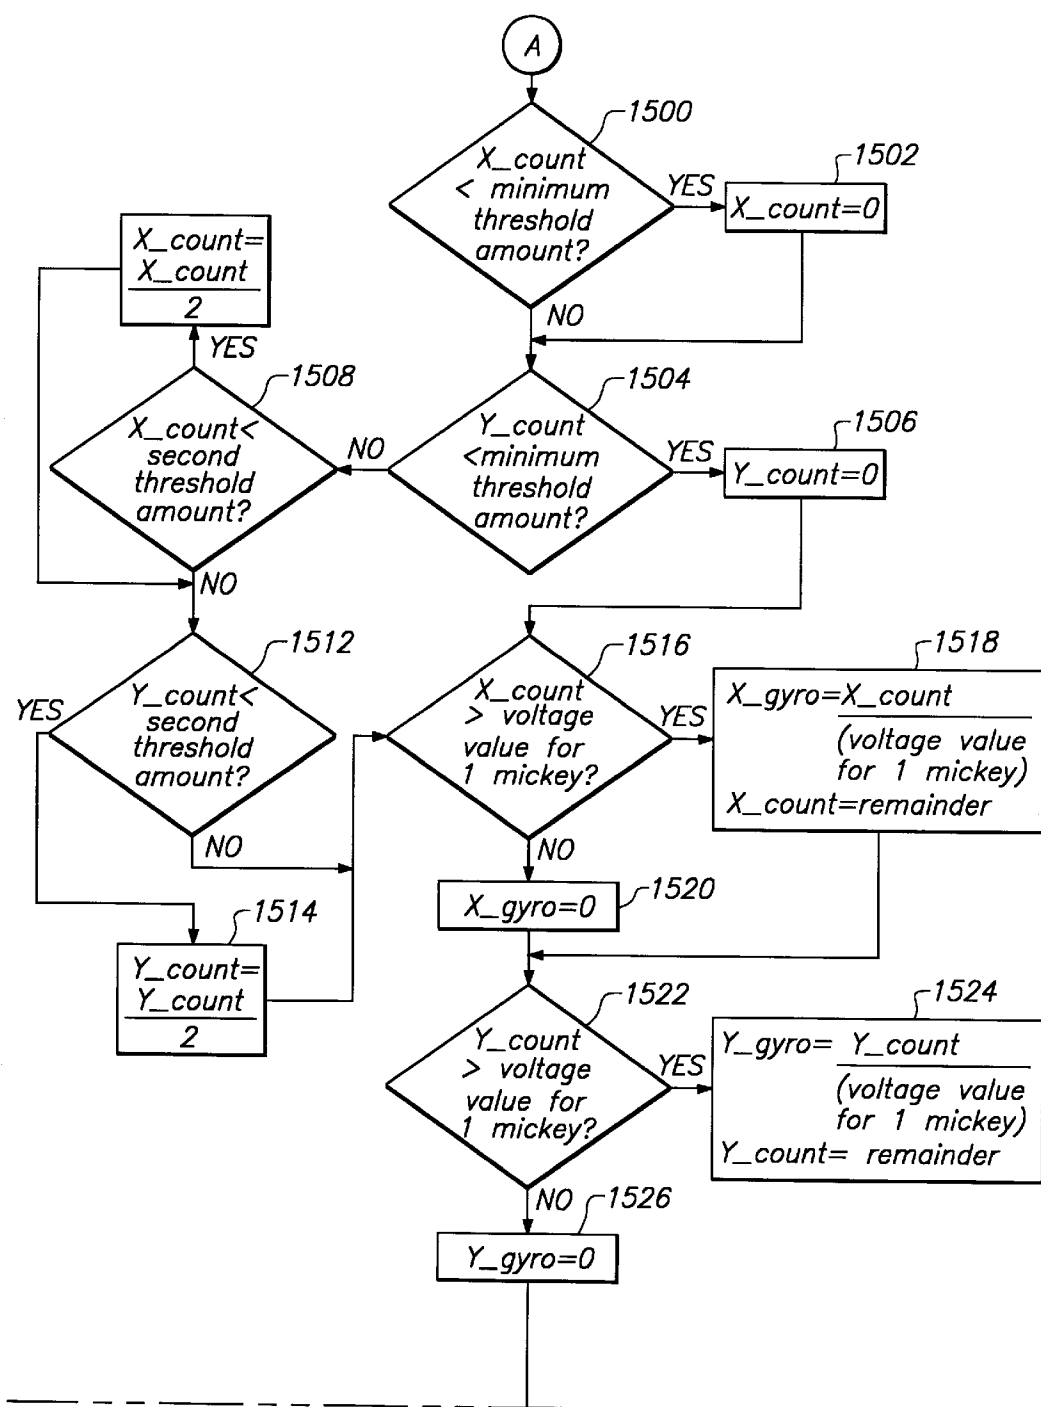 A
1500
X_count
< minimum
threshold
amount?
YES
1502
X_count=0
NO
X_count=
X_count
2
YES
1508
X_count<
second
threshold
amount?
NO
NO
1504
Y_count
<minimum
threshold
amount?
YES
1506
Y_count=0
1512
Y_count<
second
threshold
amount?
YES
NO
1514
Y_count=
Y_count
2
1516
X_count
> voltage
value for
1 mickey?
YES
1518
X_gyro=X_count
(voltage value
for 1 mickey)
X_count=remainder
NO
1520
X_gyro=0
1522
Y_count
> voltage
value for
1 mickey?
YES
1524
Y_gyro= Y_count
(voltage value
for 1 mickey)
Y_count= remainder
NO
1526
Y_gyro=0